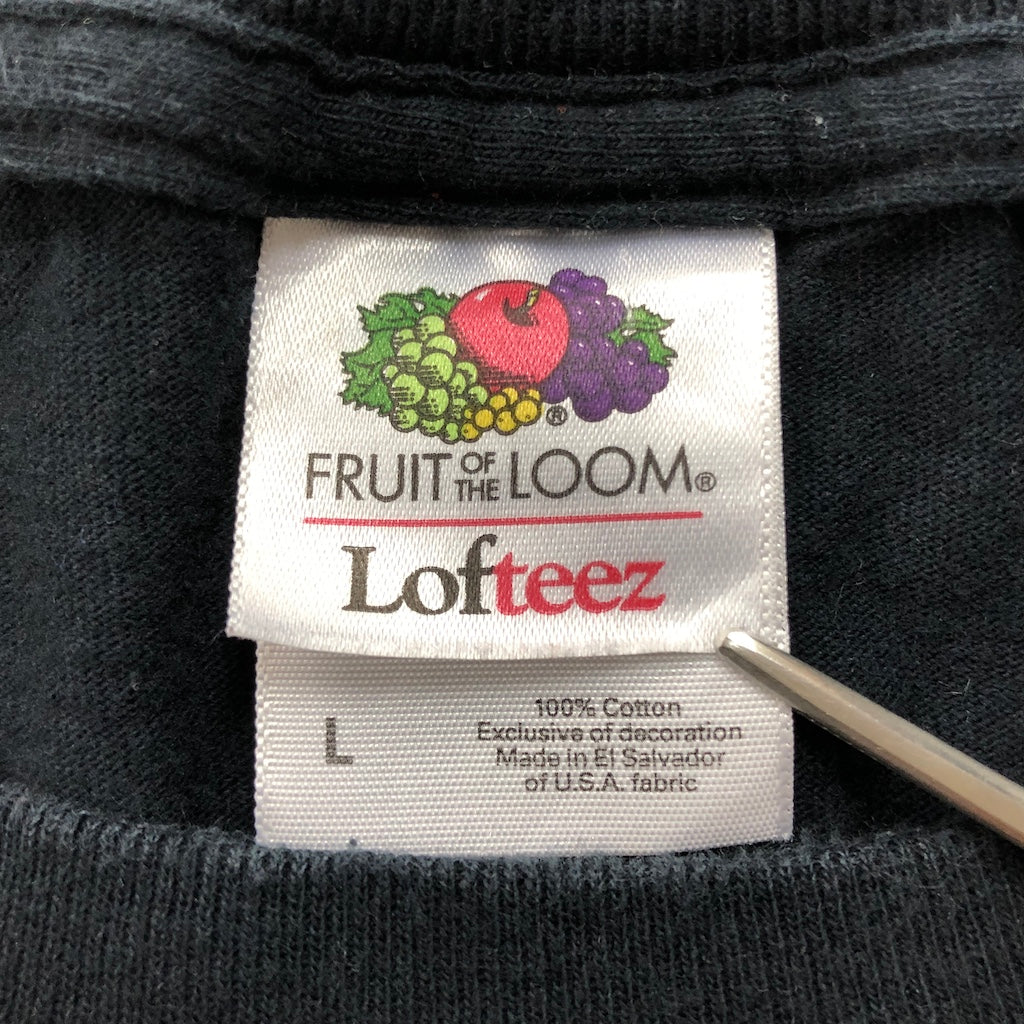 ®
FRUIT OF THE LOOM®
Lofteez
L
100% Cotton
Exclusive of decoration
Made in El Salvador
of U.S.A. fabric